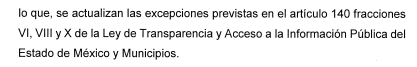 lo que, se actualizan las excepciones previstas en el artículo 140 fracciones
VI, VIII y X de la Ley de Transparencia y Acceso a la Información Pública del
Estado de México y Municipios.